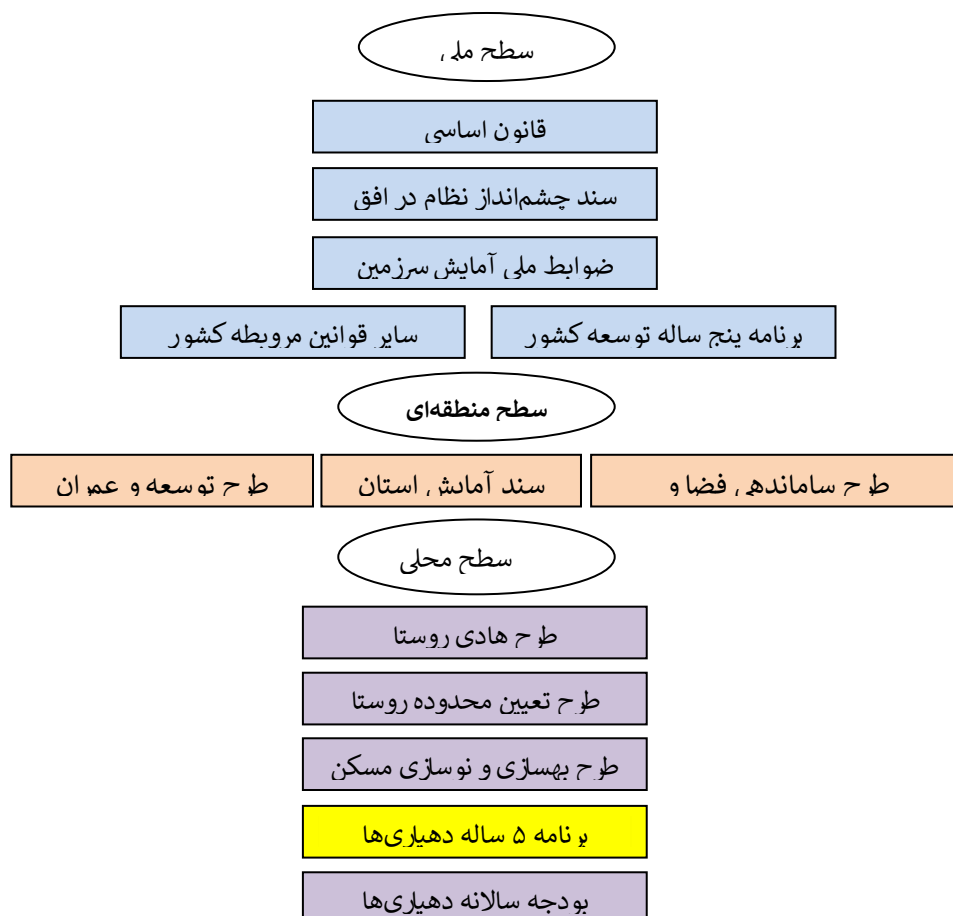 سطح ملی
قانون اساسی
سند چشم‌انداز نظام در افق
ضوابط ملی آمایش سرزمین
برنامه پنج ساله توسعه کشور
سایر قوانین مروبطه کشور
سطح منطقه‌ای
طرح ساماندهی فضا و
سند آمایش استان
طرح توسعه و عمران
سطح محلی
طرح هادی روستا
طرح تعیین محدوده روستا
طرح بهسازی و نوسازی مسکن
برنامه ۵ ساله دهیاری‌ها
بودجه سالانه دهیاری‌ها